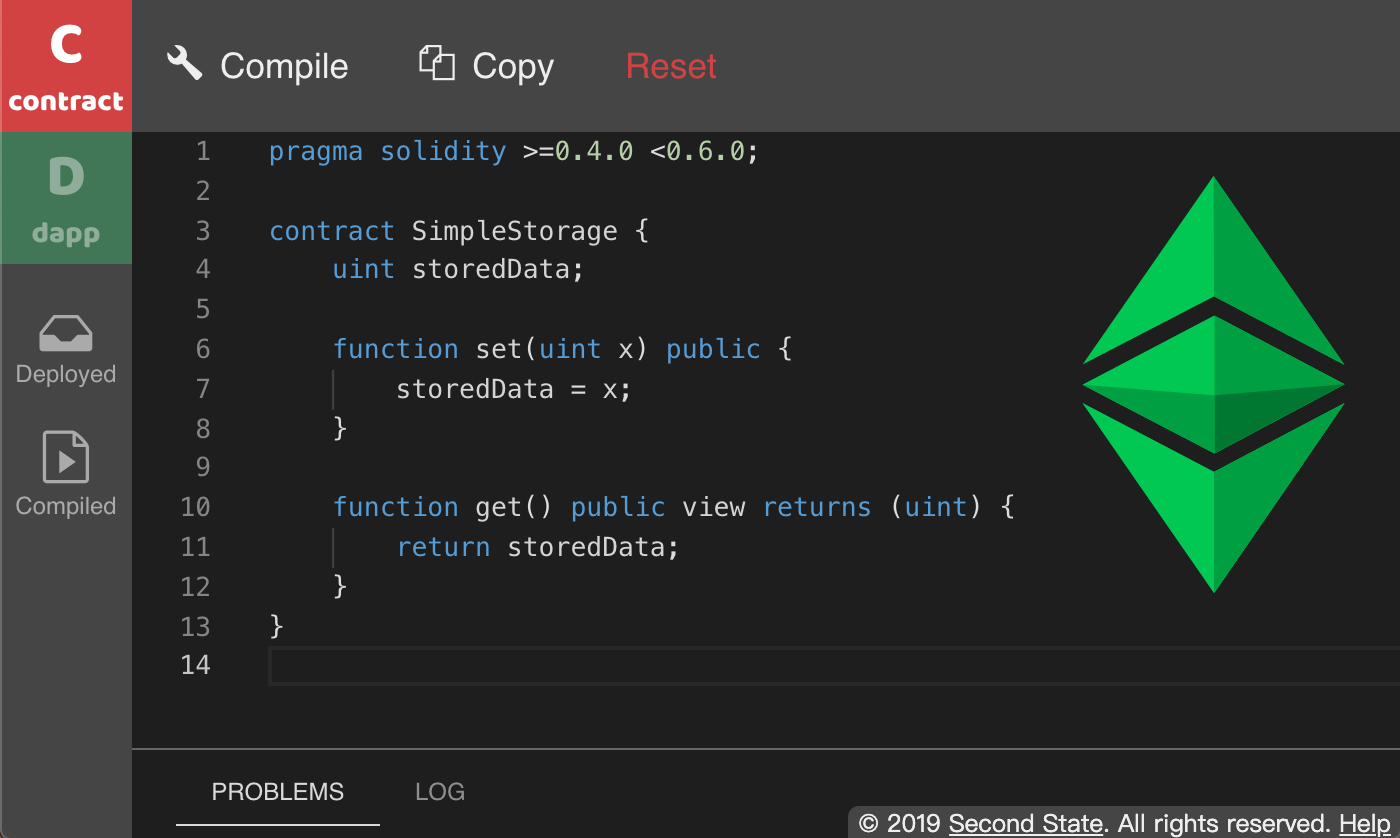 C
contract
Compile Copy Reset
D
dapp
Deployed
Compiled
1 pragma solidity >=0.4.0 <0.6.0;
2
3 contract SimpleStorage {
4 uint storedData;
5
6 function set(uint x) public {
7 storedData = x;
8 }
9
10 function get() public view returns (uint) {
11 return storedData;
12 }
13 }
14
PROBLEMS LOG
© 2019 Second State. All rights reserved. Help